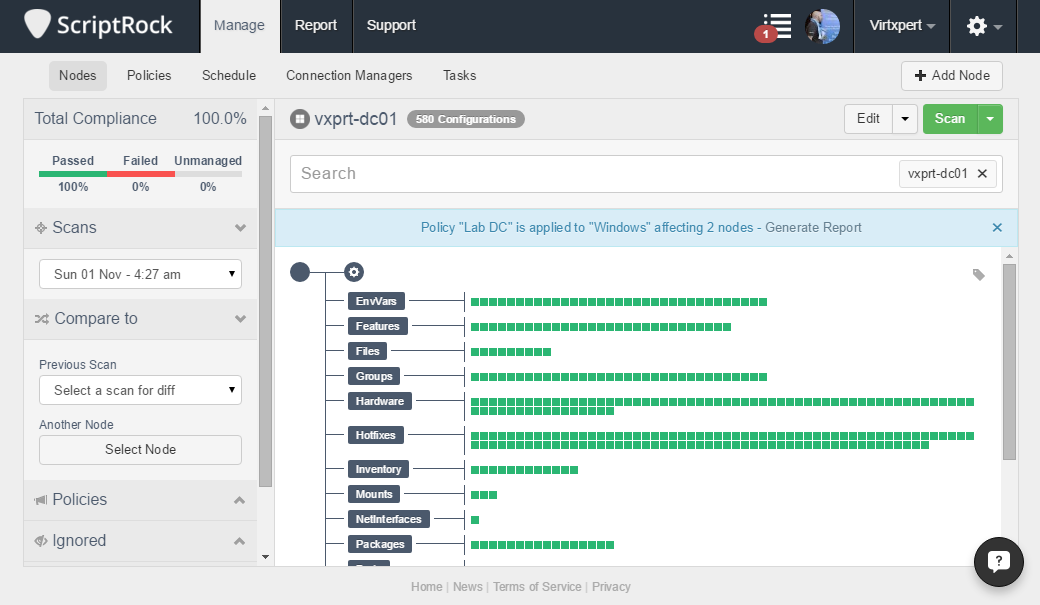 ScriptRock
Manage
Report
Support
1
Virtxpert
Nodes
Policies
Schedule
Connection Managers
Tasks
Add Node
Total Compliance 100.0%
Passed Failed Unmanaged
100% 0% 0%
Scans
Sun 01 Nov - 4:27 am
Compare to
Previous Scan
Select a scan for diff
Another Node
Select Node
Policies
Ignored
vxprt-dc01 580 Configurations
Edit
Scan
Search
vxprt-dc01
Policy "Lab DC" is applied to "Windows" affecting 2 nodes - Generate Report
EnvVars
Features
Files
Groups
Hardware
Hotfixes
Inventory
Mounts
NetInterfaces
Packages
?
Home | News | Terms of Service | Privacy